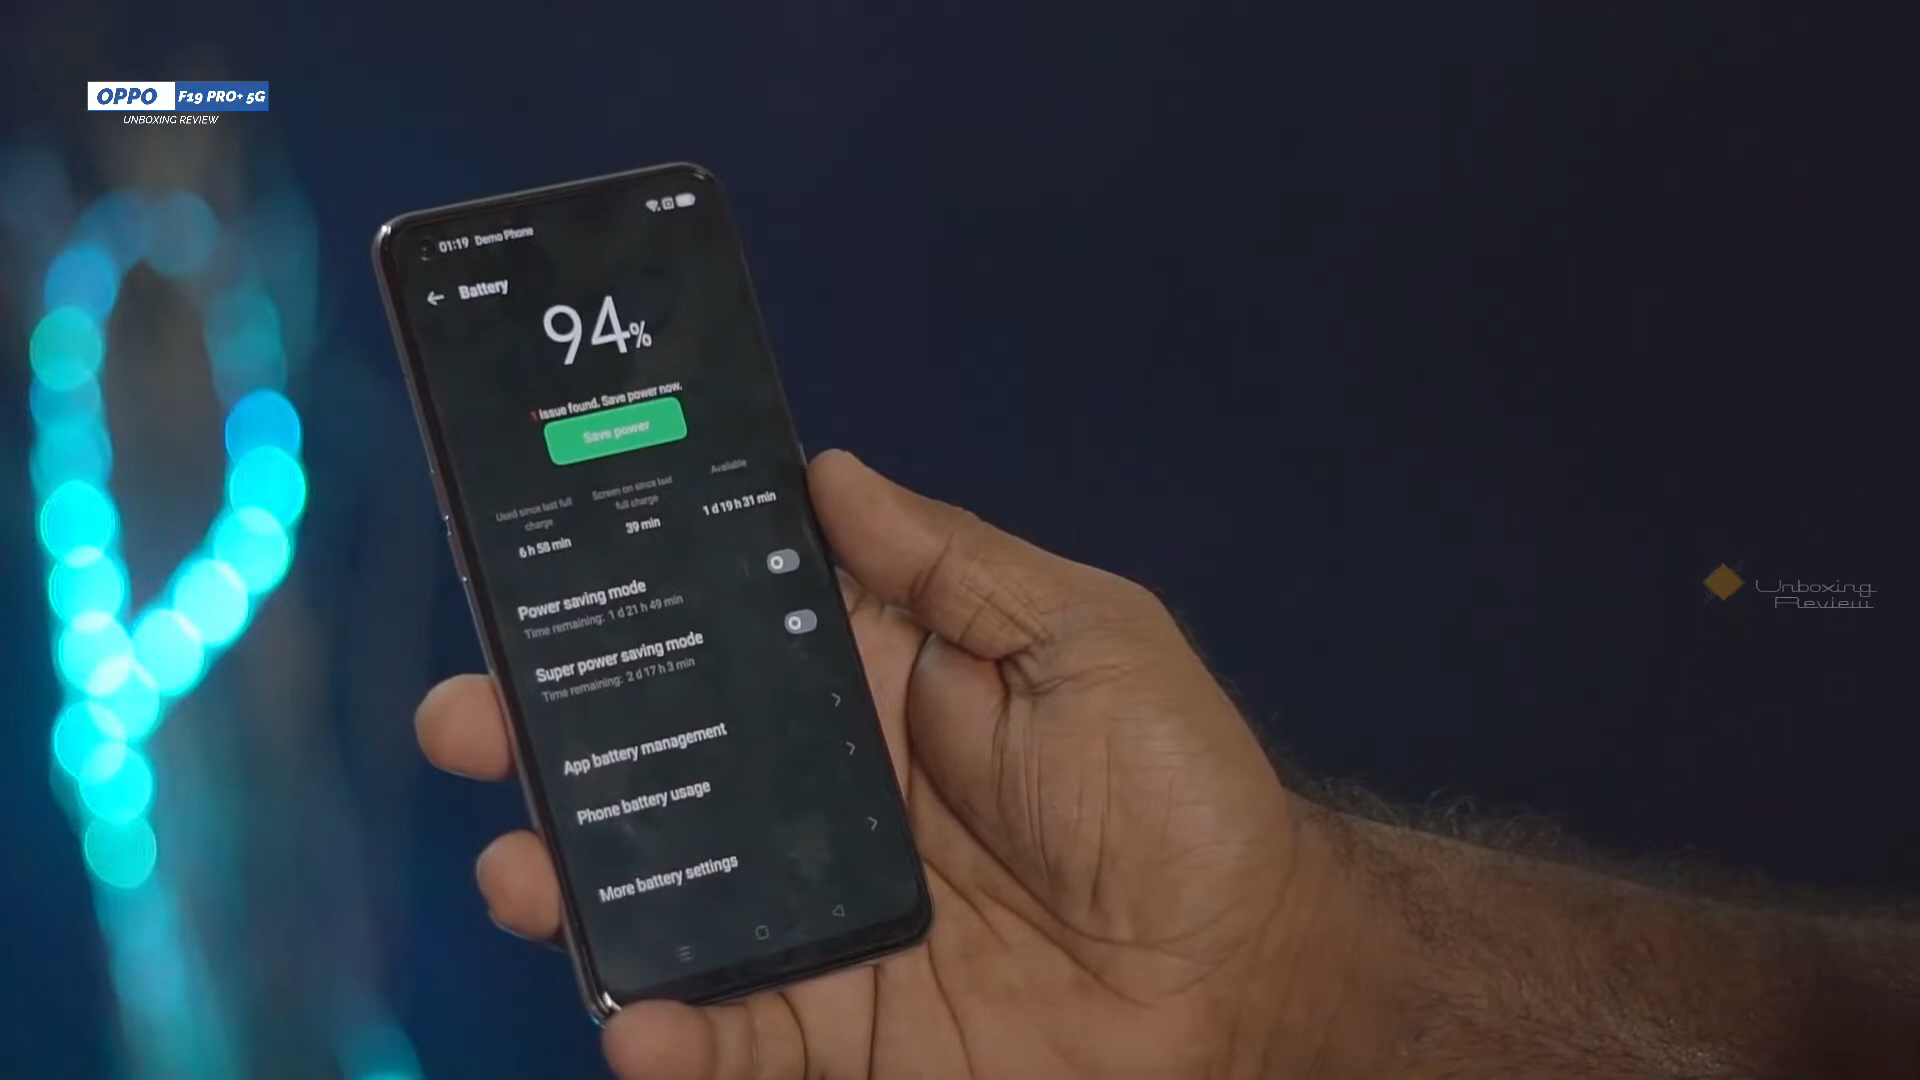 OPPO F19 PRO+ 5G
UNBOXING REVIEW
01:19 Demo Phone
Battery
94%
1 issue found. Save power now.
Save power
Used since last full
charge
6 h 58 min
Screen on since last
full charge
39 min
Available
1 d 19 h 31 min
Power saving mode
Time remaining: 1 d 21 h 49 min
Super power saving mode
Time remaining: 2 d 17 h 3 min
App battery management
Phone battery usage
More battery settings
Unboxing
Review